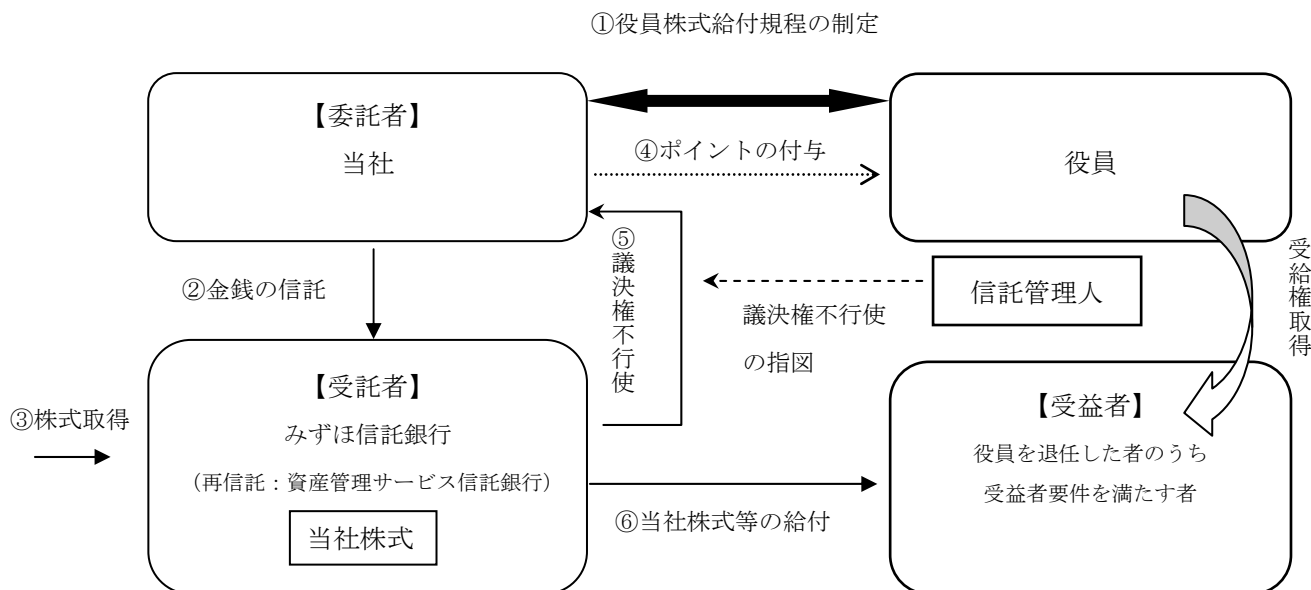 ①役員株式給付規程の制定
【委託者】
当社
④ポイントの付与
役員
②金銭の信託
⑤議決権不行使
議決権不行使
の指図
信託管理人
受給権取得
③株式取得
【受託者】
みずほ信託銀行
(再信託:資産管理サービス信託銀行)
当社株式
⑥当社株式等の給付
【受益者】
役員を退任した者のうち
受益者要件を満たす者